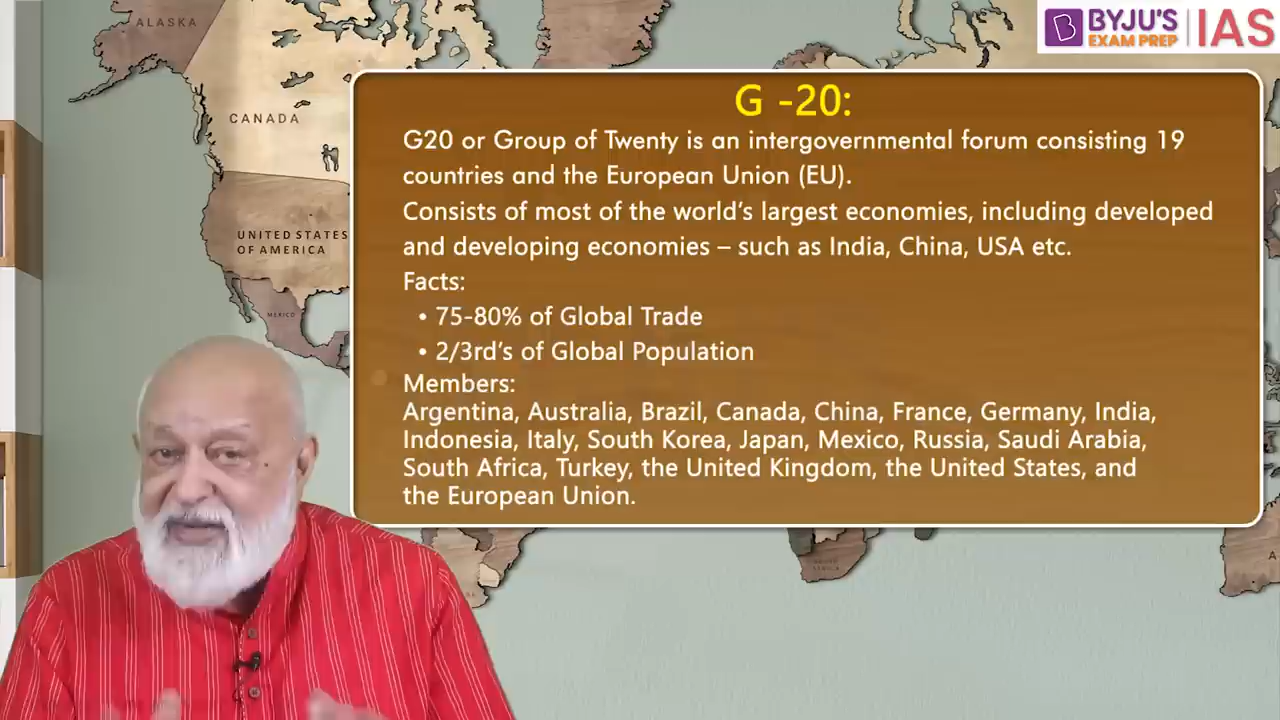 ALASKA
BYJU'S
EXAM PREP
IAS
CANADA
UNITED STATES
OF AMERICA
MEXICO
G -20:
G20 or Group of Twenty is an intergovernmental forum consisting 19
countries and the European Union (EU).
Consists of most of the world's largest economies, including developed
and developing economies – such as India, China, USA etc.
Facts:
• 75-80% of Global Trade
• 2/3rd's of Global Population
Members:
Argentina, Australia, Brazil, Canada, China, France, Germany, India,
Indonesia, Italy, South Korea, Japan, Mexico, Russia, Saudi Arabia,
South Africa, Turkey, the United Kingdom, the United States, and
the European Union.